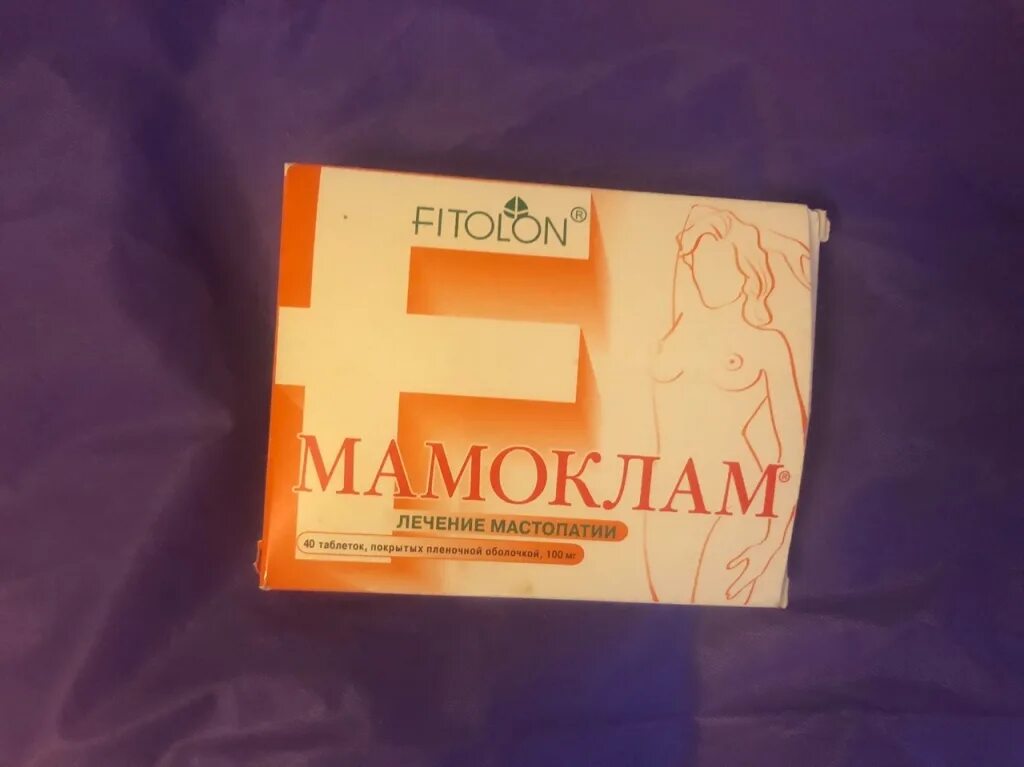 FITOLON®
МАМОКЛАМ®
ЛЕЧЕНИЕ МАСТОПАТИИ
40 таблеток, покрытых пленочной оболочкой, 100 мг